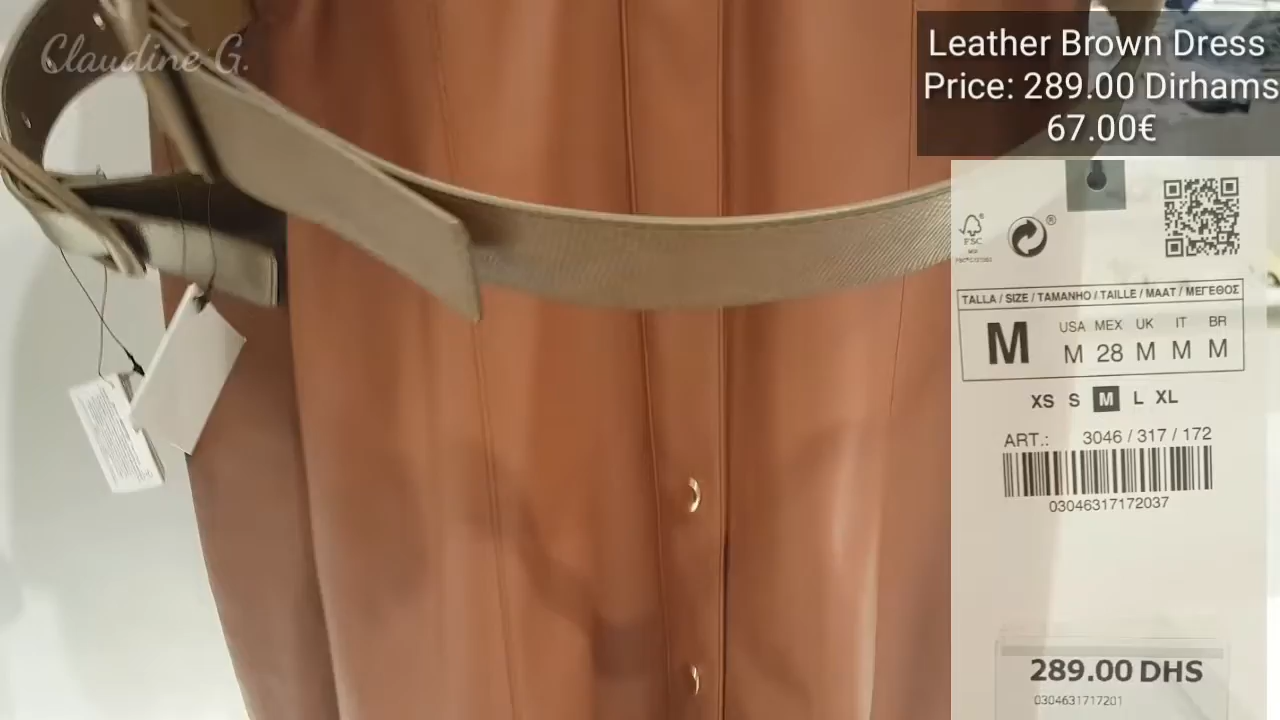 Claudine G.
Leather Brown Dress
Price: 289.00 Dirhams
67.00€
FSC
TALLA / SIZE / TAMANHO / TAILLE / MAAT / ΜΕΓΕΘΟΣ
M
USA MEX UK IT BR
M 28 M M M
XS S M L XL
ART.: 3046 / 317 / 172
03046317172037
289.00 DHS
0304631717201